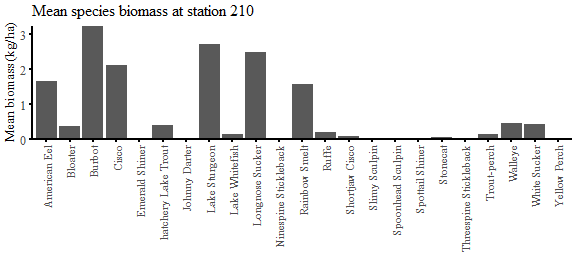 Mean species biomass at station 210
Mean biomass (kg/ha)
3
2
1
0
American Eel
Bloater
Burbot
Cisco
Emerald Shiner
hatchery Lake Trout
Johnny Darter
Lake Sturgeon
Lake Whitefish
Longnose Sucker
Ninespine Stickleback
Rainbow Smelt
Ruffe
Shortjaw Cisco
Slimy Sculpin
Spoonhead Sculpin
Spottail Shiner
Stonecat
Threespine Stickleback
Trout-perch
Walleye
White Sucker
Yellow Perch